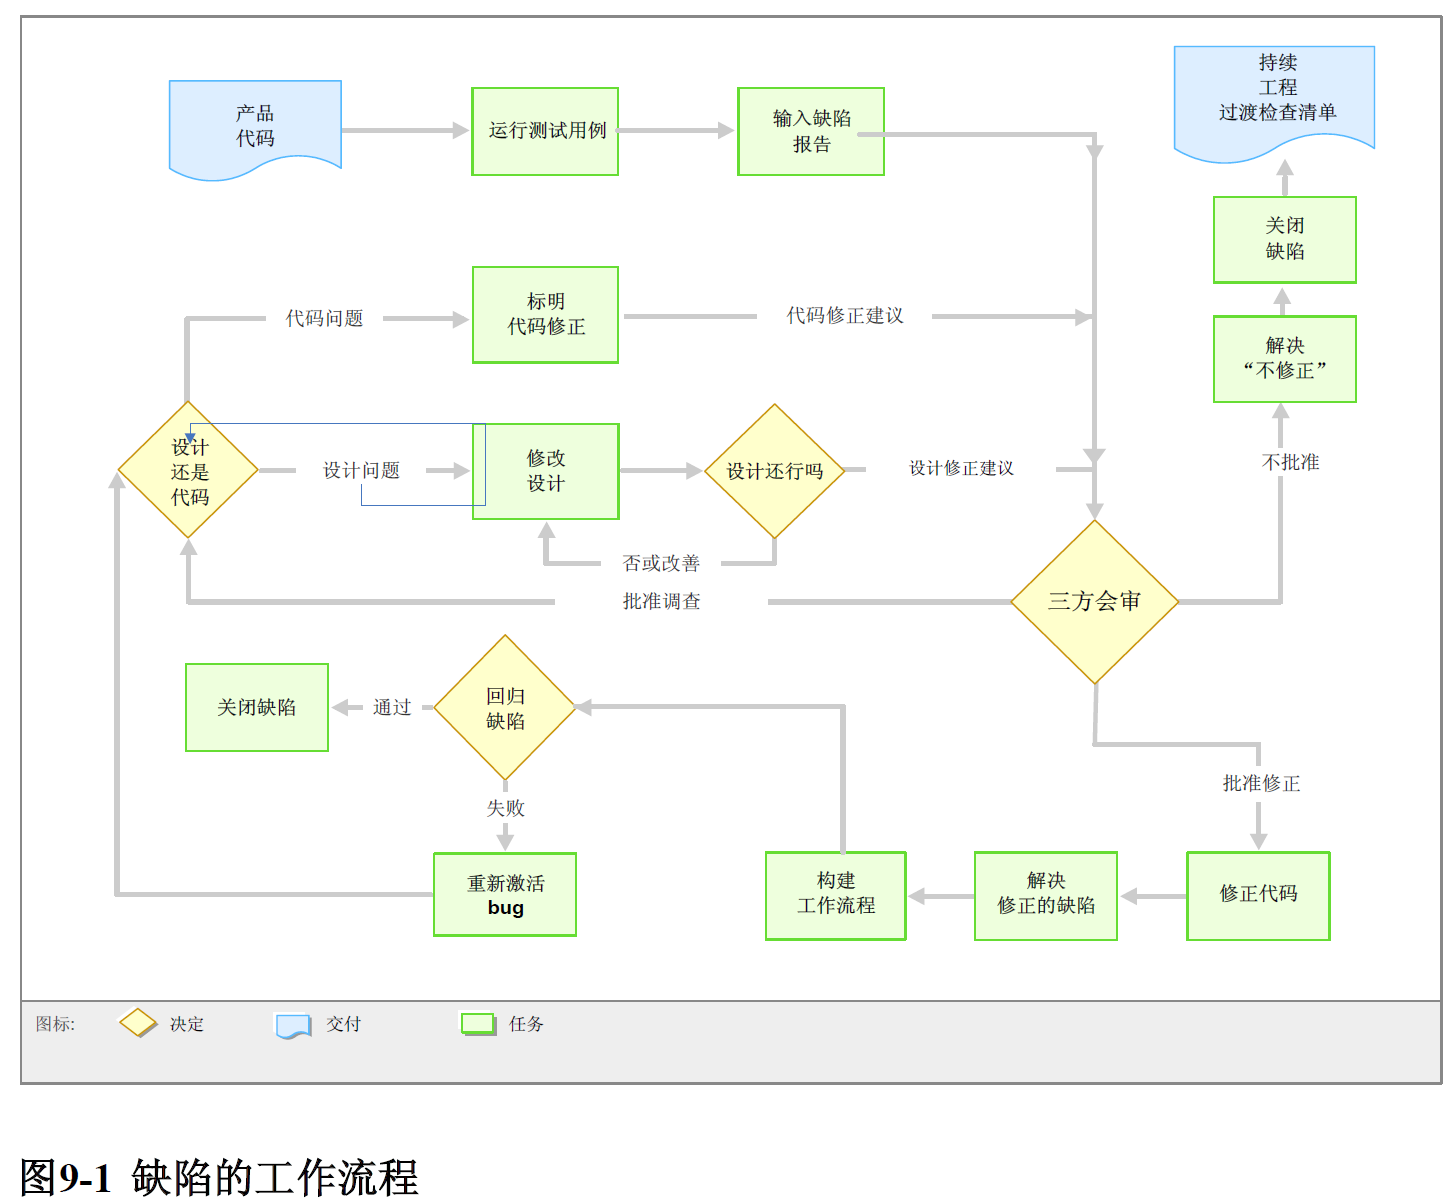 产品
代码
运行测试用例
输入缺陷
报告
持续
工程
过渡检查清单
关闭
缺陷
标明
代码修正
代码问题
代码修正建议
解决
“不修正”
设计
还是
代码
设计问题
修改
设计
设计还行吗
设计修正建议
不批准
否或改善
批准调查
三方会审
关闭缺陷
通过
回归
缺陷
失败
批准修正
重新激活
bug
构建
工作流程
解决
修正的缺陷
修正代码
图标:
决定
交付
任务
图9-1 缺陷的工作流程